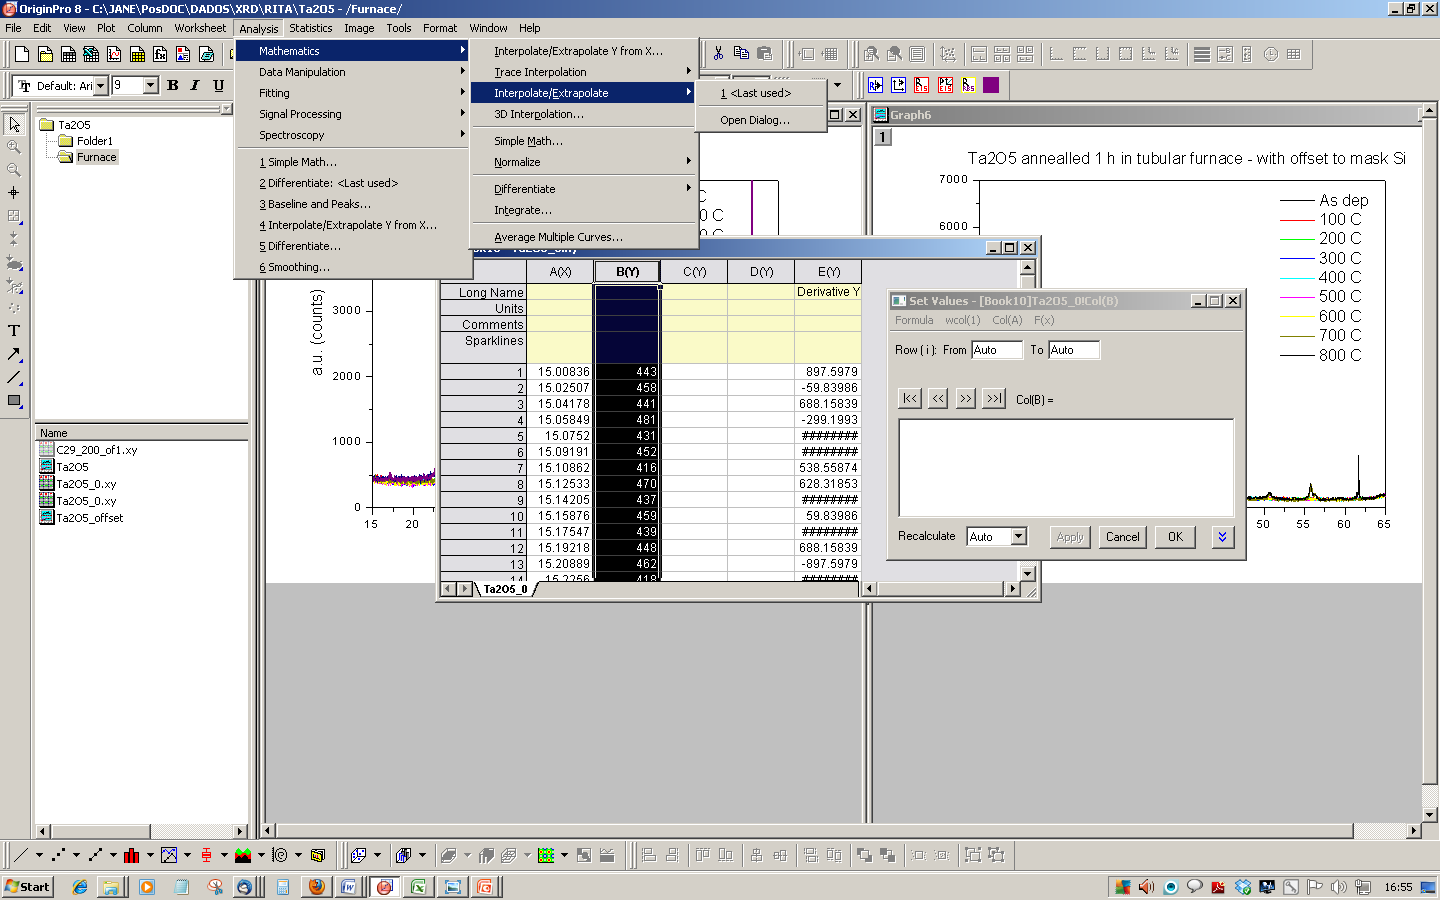 OriginPro 8 - C:\JANE\PosDOC\DADOS\XRD\RITA\Ta2O5 - /Furnace/
File Edit View Plot Column Worksheet Analysis Statistics Image Tools Format Window Help
Default: Ari 9 B I U
Mathematics
Data Manipulation
Fitting
Signal Processing
Spectroscopy
1 Simple Math...
2 Differentiate: <Last used>
3 Baseline and Peaks...
4 Interpolate/Extrapolate Y from X...
5 Differentiate...
6 Smoothing...
Interpolate/Extrapolate Y from X...
Trace Interpolation
Interpolate/Extrapolate
3D Interpolation...
Simple Math...
Normalize
Differentiate
Integrate...
Average Multiple Curves...
1 <Last used>
Open Dialog...
Ta2O5
Folder1
Furnace
Name
C29_200_of1.xy
Ta2O5
Ta2O5_0.xy
Ta2O5_0.xy
Ta2O5_offset
a.u. (counts)
3000
2000
1000
0
15 20
C
0 C
Graph6
1
Ta2O5 annealled 1 h in tubular furnace - with offset to mask Si
7000
6000
As dep
100 C
200 C
300 C
400 C
500 C
600 C
700 C
800 C
50 55 60 65
A(X) B(Y) C(Y) D(Y) E(Y)
Long Name Derivative Y
Units
Comments
Sparklines
1 15.00836 443 897.5979
2 15.02507 458 -59.83986
3 15.04178 441 688.15839
4 15.05849 481 -299.1993
5 15.0752 431 ########
6 15.09191 452 ########
7 15.10862 416 538.55874
8 15.12533 470 628.31853
9 15.14205 437 ########
10 15.15876 459 59.83986
11 15.17547 439 ########
12 15.19218 448 688.15839
13 15.20889 462 -897.5979
14 15.2256 418 ########
Ta2O5_0
Set Values - [Book10]Ta2O5_0!Col(B)
Formula wcol(1) Col(A) F(x)
Row ( i ): From Auto To Auto
|<< << >> >>| Col(B) =
Recalculate Auto Apply Cancel OK
Start 16:55